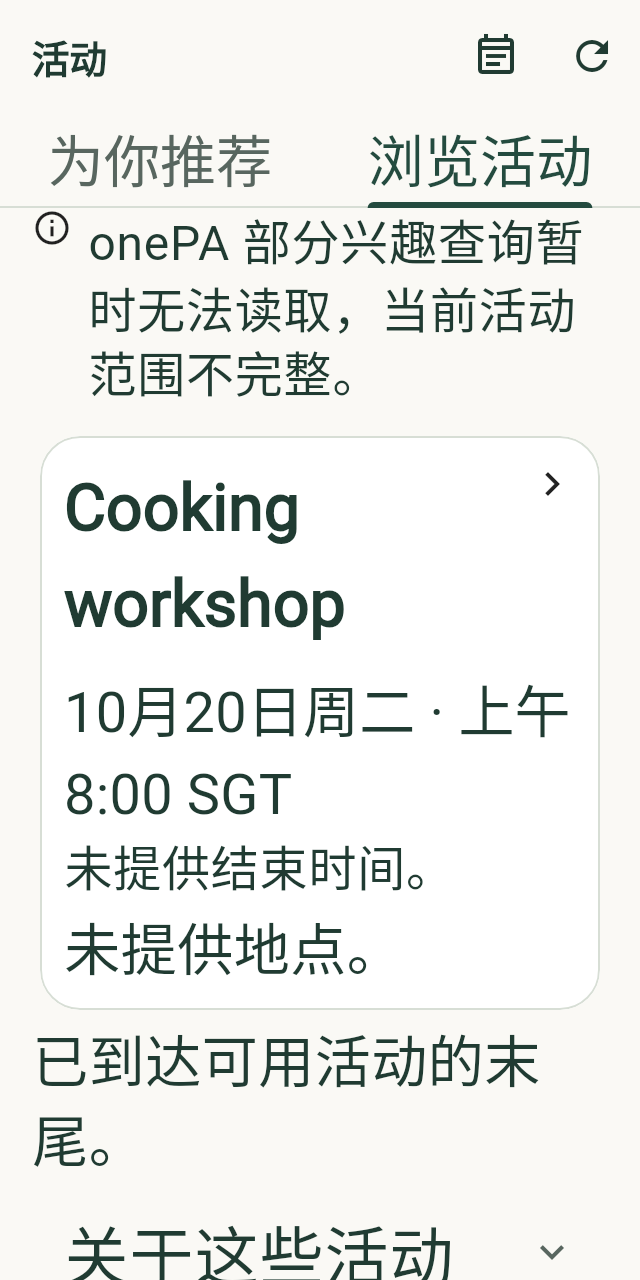 活动
为你推荐
浏览活动
onePA 部分兴趣查询暂
时无法读取，当前活动
范围不完整。
Cooking
workshop
10月20日周二 · 上午
8:00 SGT
未提供结束时间。
未提供地点。
已到达可用活动的末
尾。
关于这些活动